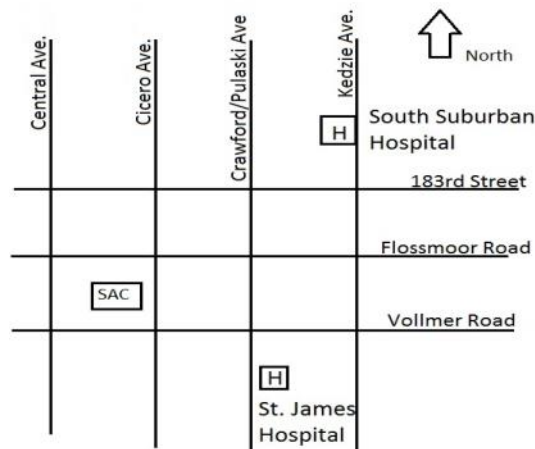 Central Ave.
Cicero Ave.
Crawford/Pulaski Ave
Kedzie Ave.
North
H
South Suburban
Hospital
183rd Street
Flossmoor Road
SAC
Vollmer Road
H
St. James
Hospital